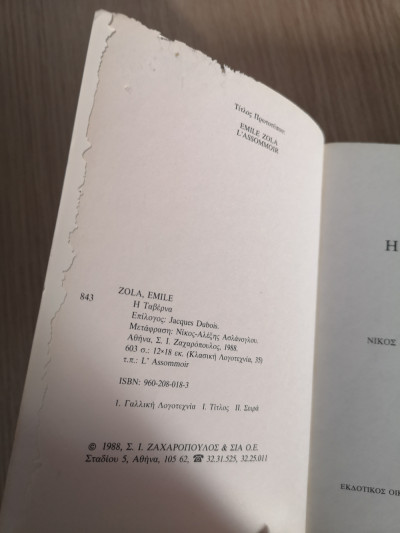 Τίτλος Πρωτοτύπου:
EMILE ZOLA
L'ASSOMMOIR
843
ZOLA, EMILE
Η Ταβέρνα
Επίλογος: Jacques Dubois.
Μετάφραση: Νίκος-Αλέξης Ασλάνογλου.
Αθήνα, Σ. Ι. Ζαχαρόπουλος, 1988.
603 σ.: 12×18 εκ. (Κλασική Λογοτεχνία, 35)
τ.π.: L' Assommoir
ISBN: 960-208-018-3
1. Γαλλική Λογοτεχνία I. Τίτλος II. Σειρά
© 1988, Σ. Ι. ΖΑΧΑΡΟΠΟΥΛΟΣ & ΣΙΑ Ο.Ε.
Σταδίου 5, Αθήνα, 105 62, ☎ 32.31.525, 32.25.011
Η
ΝΙΚΟΣ
ΕΚΔΟΤΙΚΟΣ ΟΙ